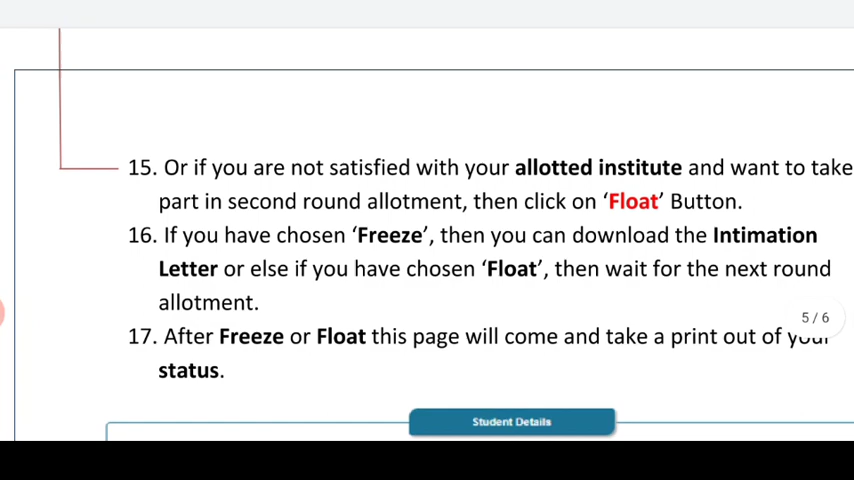 15. Or if you are not satisfied with your allotted institute and want to take
part in second round allotment, then click on ‘Float’ Button.
16. If you have chosen ‘Freeze’, then you can download the Intimation
Letter or else if you have chosen ‘Float’, then wait for the next round
allotment.
5 / 6
17. After Freeze or Float this page will come and take a print out of your
status.
Student Details